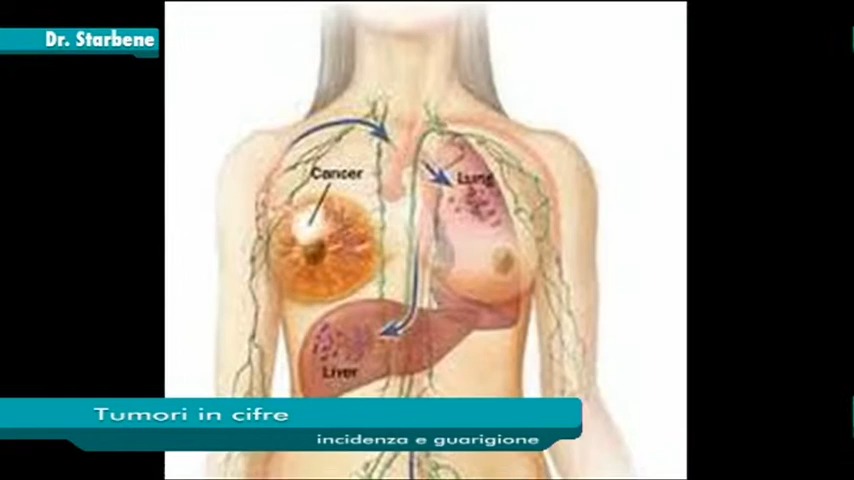 Dr. Starbene
Cancer
Lung
Liver
Tumori in cifre
incidenza e guarigione